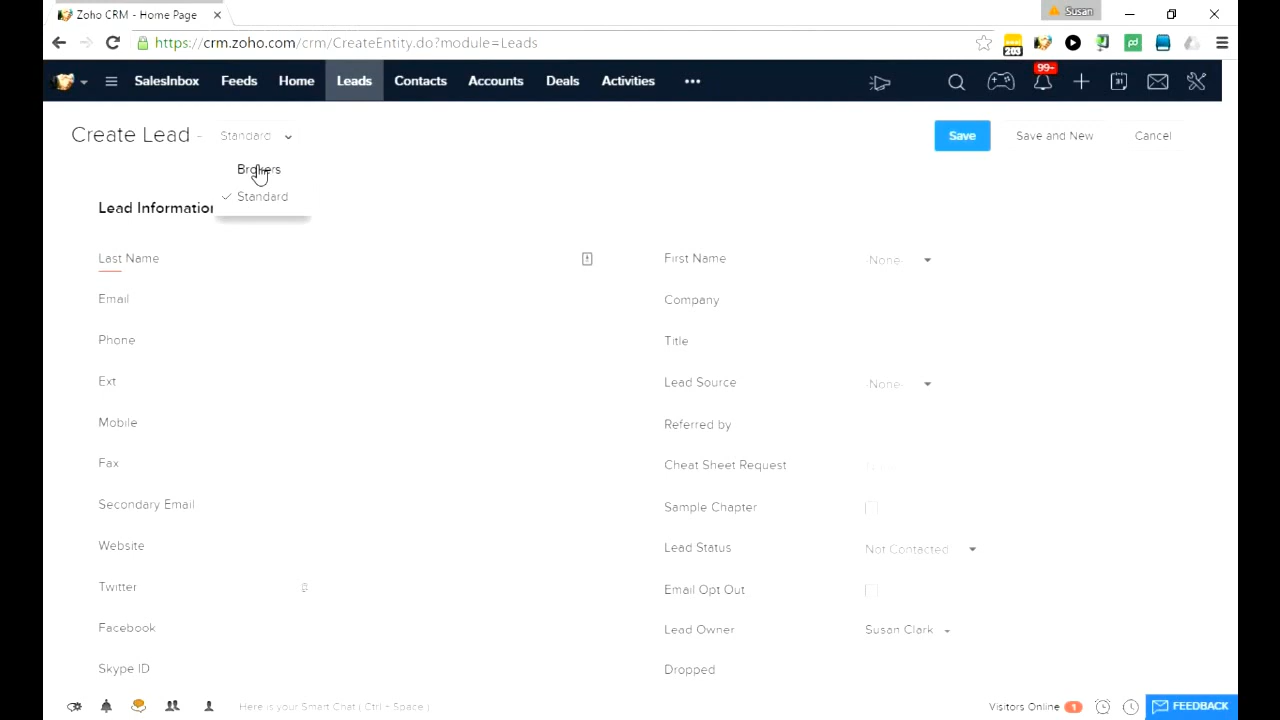 Zoho CRM - Home Page
Susan
https://crm.zoho.com/crm/CreateEntity.do?module=Leads
203
SalesInbox Feeds Home Leads Contacts Accounts Deals Activities
99+
31
Create Lead - Standard
Save Save and New Cancel
Brokers
Standard
Lead Information
Last Name
First Name -None-
Email
Company
Phone
Title
Ext
Lead Source -None-
Mobile
Referred by
Fax
Cheat Sheet Request
Secondary Email
Sample Chapter
Website
Lead Status Not Contacted
Twitter
Email Opt Out
Facebook
Lead Owner Susan Clark
Skype ID
Dropped
Here is your Smart Chat ( Ctrl + Space )
Visitors Online 1
FEEDBACK